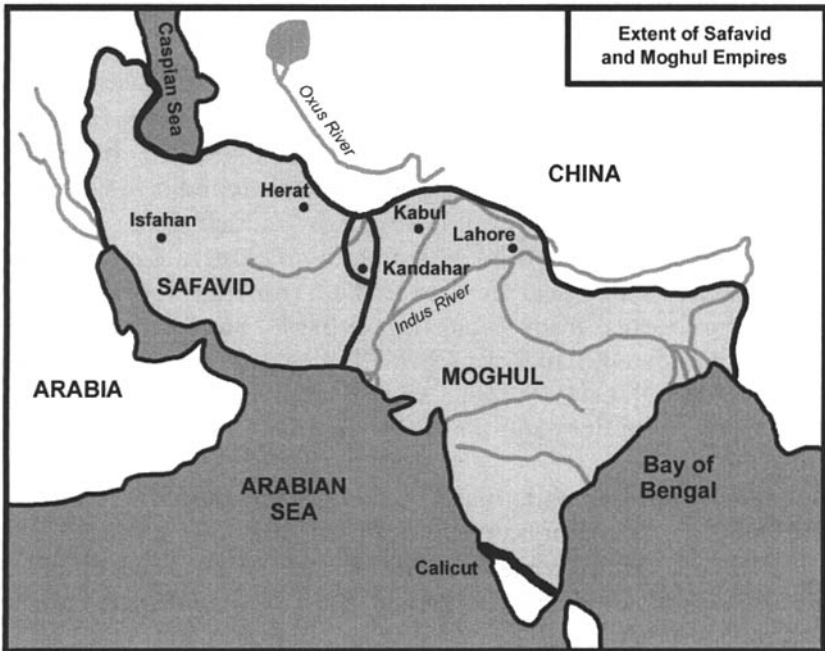 Extent of Safavid
and Moghul Empires
Caspian Sea
Oxus River
CHINA
Herat
Kabul
Isfahan
Lahore
Kandahar
SAFAVID
Indus River
MOGHUL
ARABIA
ARABIAN
SEA
Bay of
Bengal
Calicut